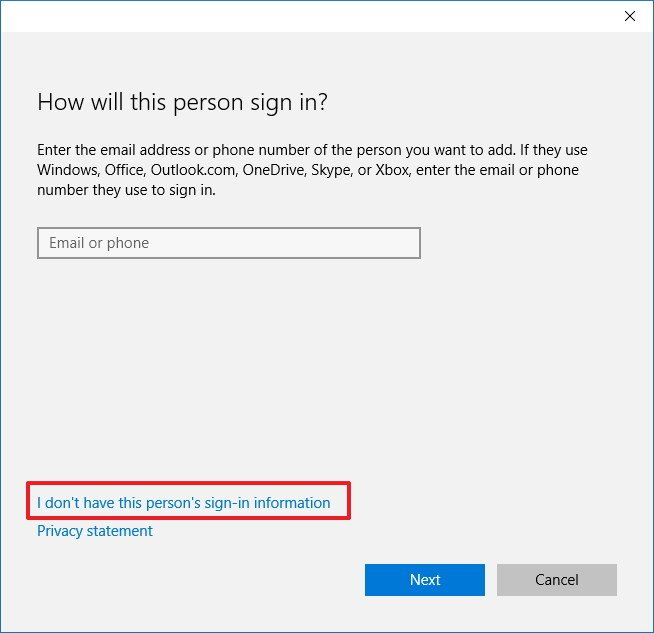 How will this person sign in?
Enter the email address or phone number of the person you want to add. If they use
Windows, Office, Outlook.com, OneDrive, Skype, or Xbox, enter the email or phone
number they use to sign in.
Email or phone
I don't have this person's sign-in information
Privacy statement
Next
Cancel